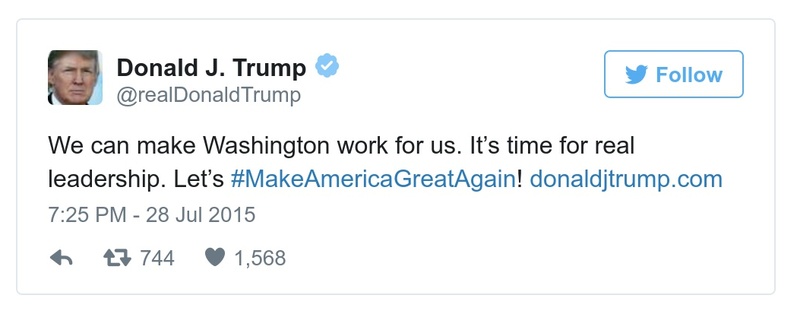 Donald J. Trump
@realDonaldTrump
Follow
We can make Washington work for us. It’s time for real
leadership. Let’s #MakeAmericaGreatAgain! donaldjtrump.com
7:25 PM - 28 Jul 2015
744 1,568